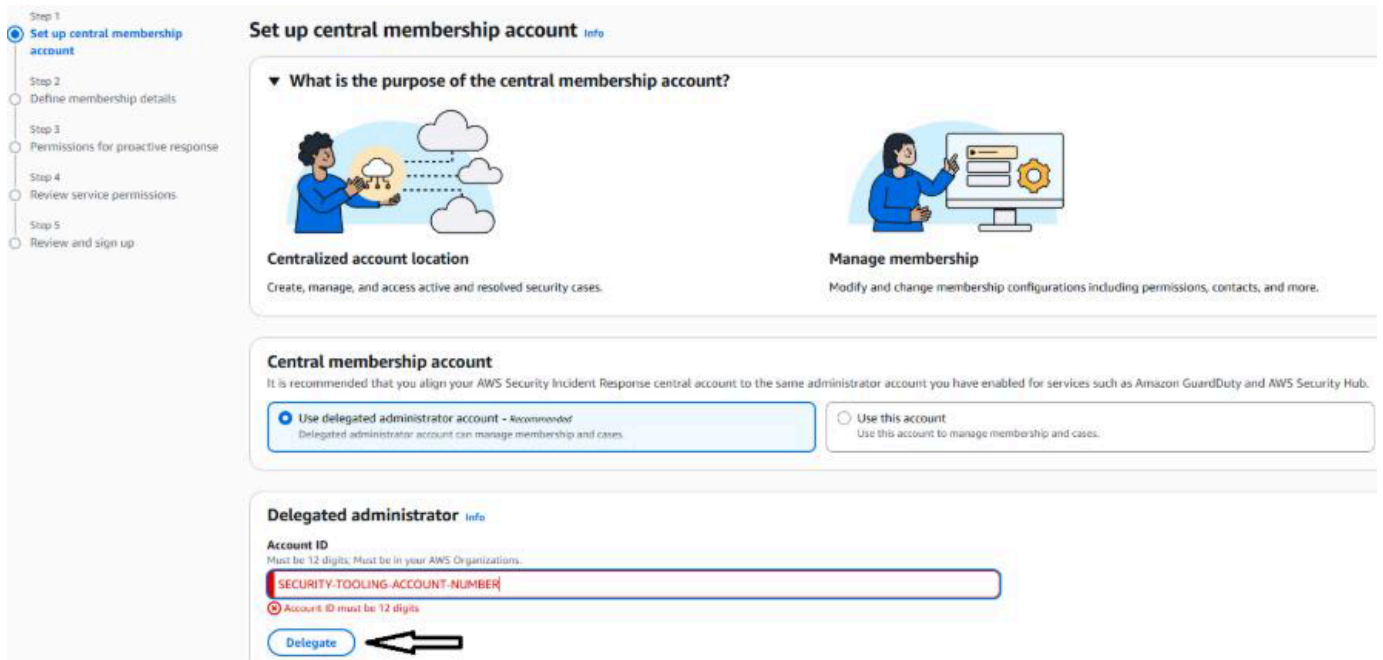 Step 1
Set up central membership
account
Step 2
Define membership details
Step 3
Permissions for proactive response
Step 4
Review service permissions
Step 5
Review and sign up
Set up central membership account Info
▼ What is the purpose of the central membership account?
Centralized account location
Create, manage, and access active and resolved security cases.
Manage membership
Modify and change membership configurations including permissions, contacts, and more.
Central membership account
It is recommended that you align your AWS Security Incident Response central account to the same administrator account you have enabled for services such as Amazon GuardDuty and AWS Security Hub.
Use delegated administrator account - Recommended
Delegated administrator account can manage membership and cases.
Use this account
Use this account to manage membership and cases.
Delegated administrator Info
Account ID
Must be 12 digits; Must be in your AWS Organizations.
SECURITY-TOOLING-ACCOUNT-NUMBER
Account ID must be 12 digits
Delegate